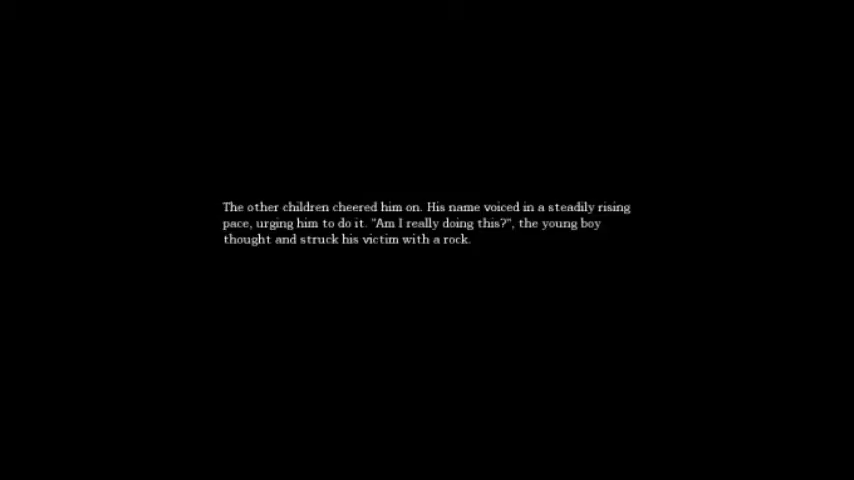 The other children cheered him on. His name voiced in a steadily rising
pace, urging him to do it. "Am I really doing this?", the young boy
thought and struck his victim with a rock.